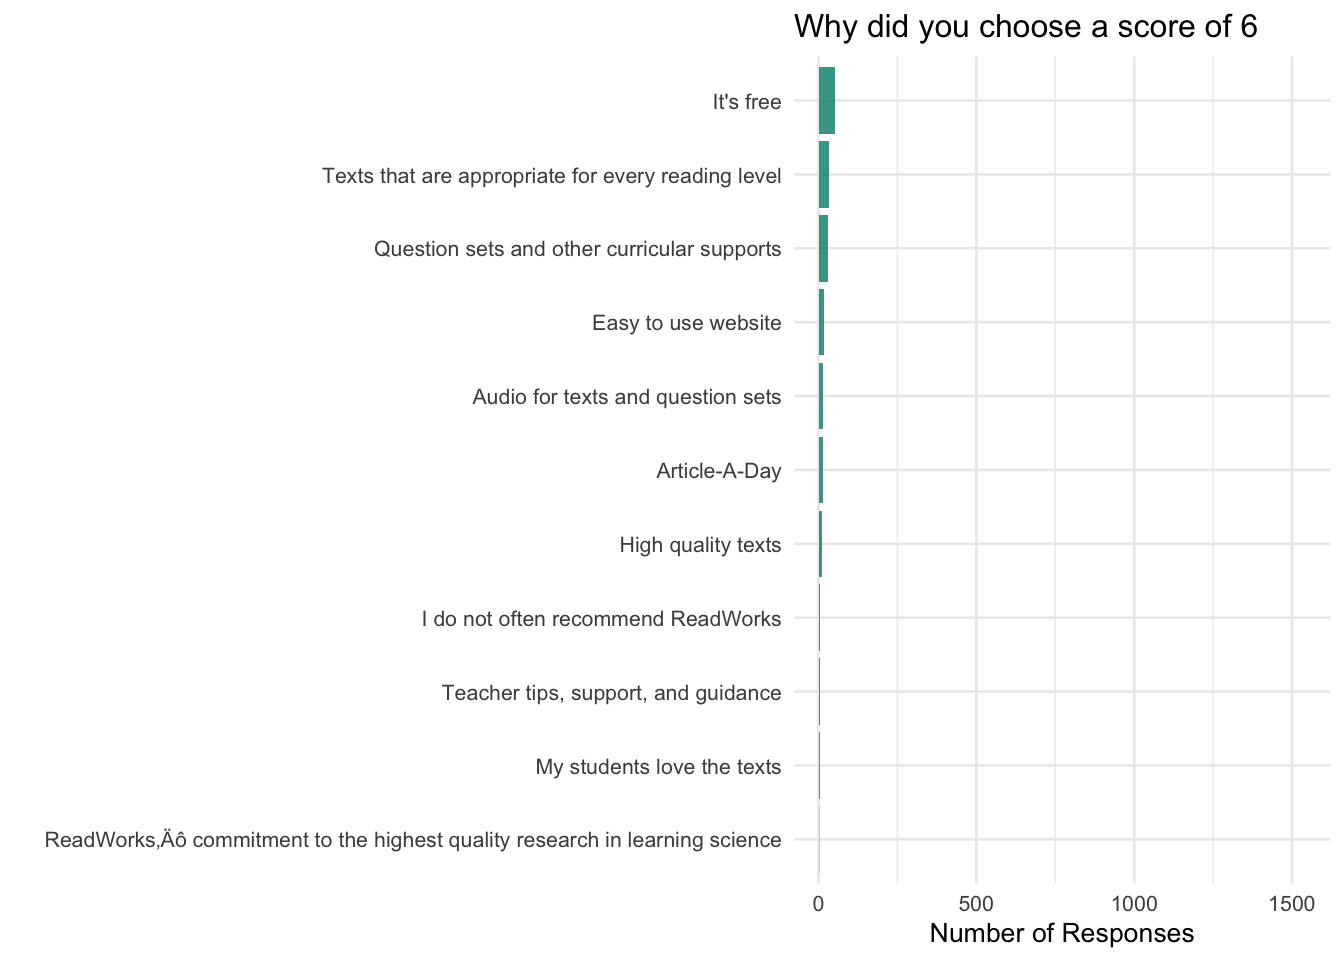 Why did you choose a score of 6
It's free
Texts that are appropriate for every reading level
Question sets and other curricular supports
Easy to use website
Audio for texts and question sets
Article-A-Day
High quality texts
I do not often recommend ReadWorks
Teacher tips, support, and guidance
My students love the texts
ReadWorks‚Äô commitment to the highest quality research in learning science
0 500 1000 1500
Number of Responses